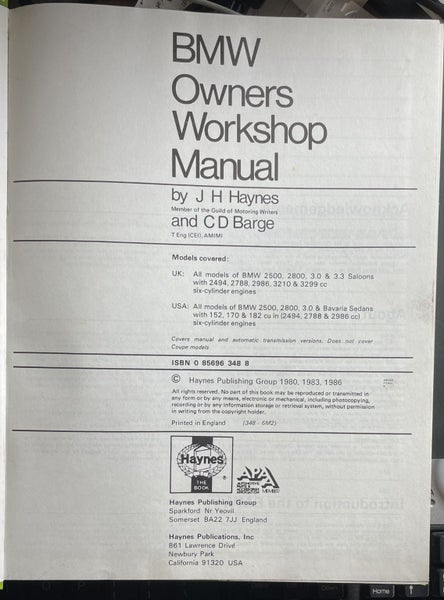 BMW
Owners
Workshop
Manual
by J H Haynes
Member of the Guild of Motoring Writers
and C D Barge
T Eng (CEI), AMIMI
Models covered:
UK: All models of BMW 2500, 2800, 3.0 & 3.3 Saloons
with 2494, 2788, 2986, 3210 & 3299 cc
six-cylinder engines
USA: All models of BMW 2500, 2800, 3.0 & Bavaria Sedans
with 152, 170 & 182 cu in (2494, 2788 & 2986 cc)
six-cylinder engines
Covers manual and automatic transmission versions. Does not cover
Coupe models
ISBN 0 85696 348 8
© Haynes Publishing Group 1980, 1983, 1986
All rights reserved. No part of this book may be reproduced or transmitted in
any form or by any means, electronic or mechanical, including photocopying,
recording or by any information storage or retrieval system, without permission
in writing from the copyright holder.
Printed in England (348 - 6M2)
Haynes
THE
BOOK
®
APA
AUTOMOTIVE
PARTS &
ACCESSORIES
ASSOCIATION
MEMBER
Haynes Publishing Group
Sparkford Nr Yeovil
Somerset BA22 7JJ England
Haynes Publications, Inc
861 Lawrence Drive
Newbury Park
California 91320 USA
Home